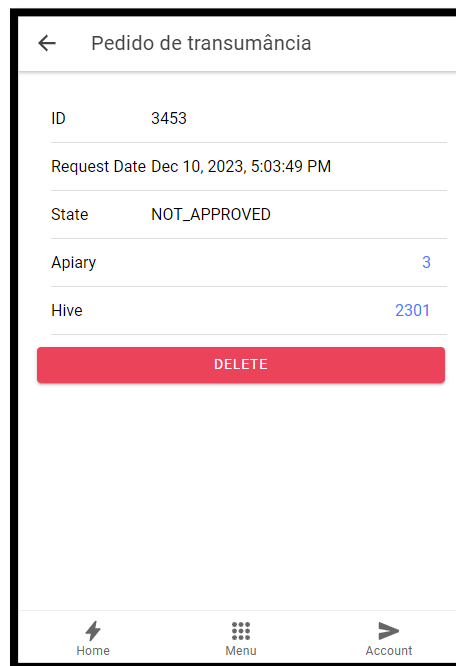 Pedido de transumância
ID 3453
Request Date Dec 10, 2023, 5:03:49 PM
State NOT_APPROVED
Apiary 3
Hive 2301
DELETE
Home Menu Account